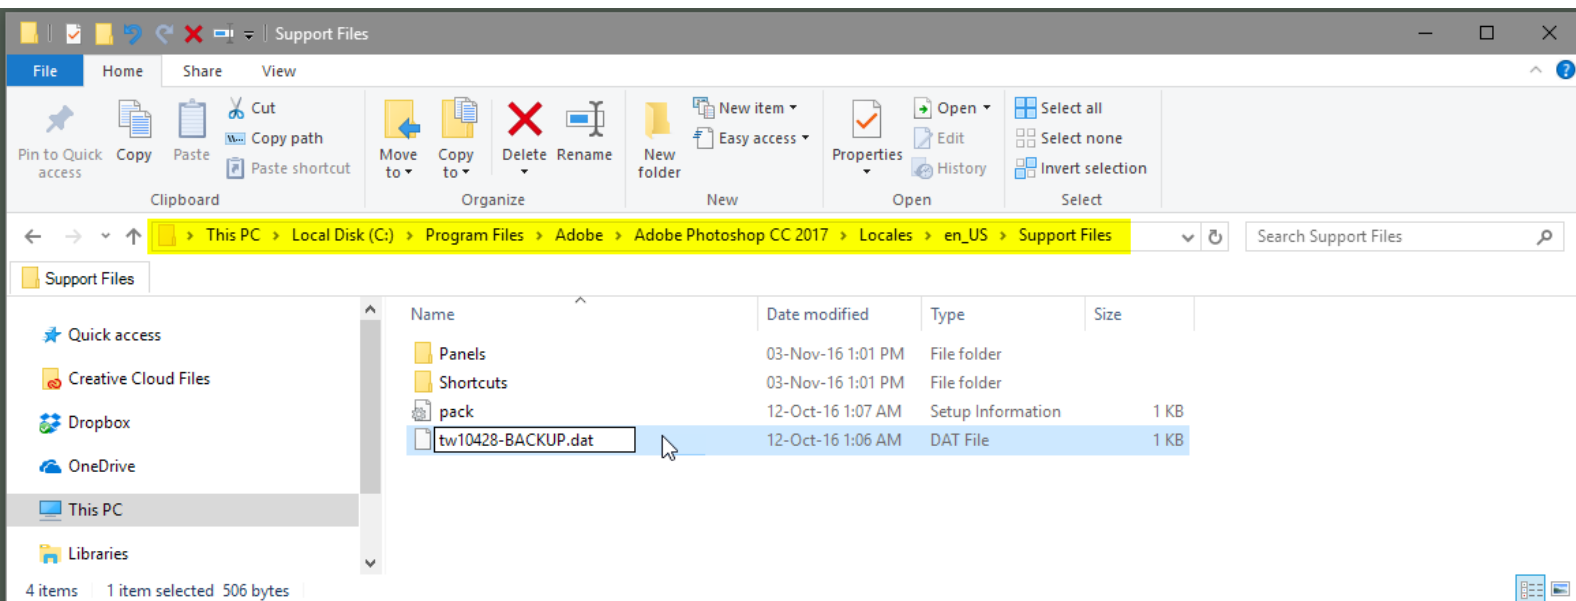 Support Files
File Home Share View
Pin to Quick access
Copy
Paste
Cut
Copy path
Paste shortcut
Clipboard
Move to
Copy to
Delete
Rename
Organize
New folder
New item
Easy access
New
Properties
Open
Edit
History
Open
Select all
Select none
Invert selection
Select
This PC > Local Disk (C:) > Program Files > Adobe > Adobe Photoshop CC 2017 > Locales > en_US > Support Files
Search Support Files
Support Files
Quick access
Creative Cloud Files
Dropbox
OneDrive
This PC
Libraries
Name Date modified Type Size
Panels 03-Nov-16 1:01 PM File folder
Shortcuts 03-Nov-16 1:01 PM File folder
pack 12-Oct-16 1:07 AM Setup Information 1 KB
tw10428-BACKUP.dat 12-Oct-16 1:06 AM DAT File 1 KB
4 items 1 item selected 506 bytes